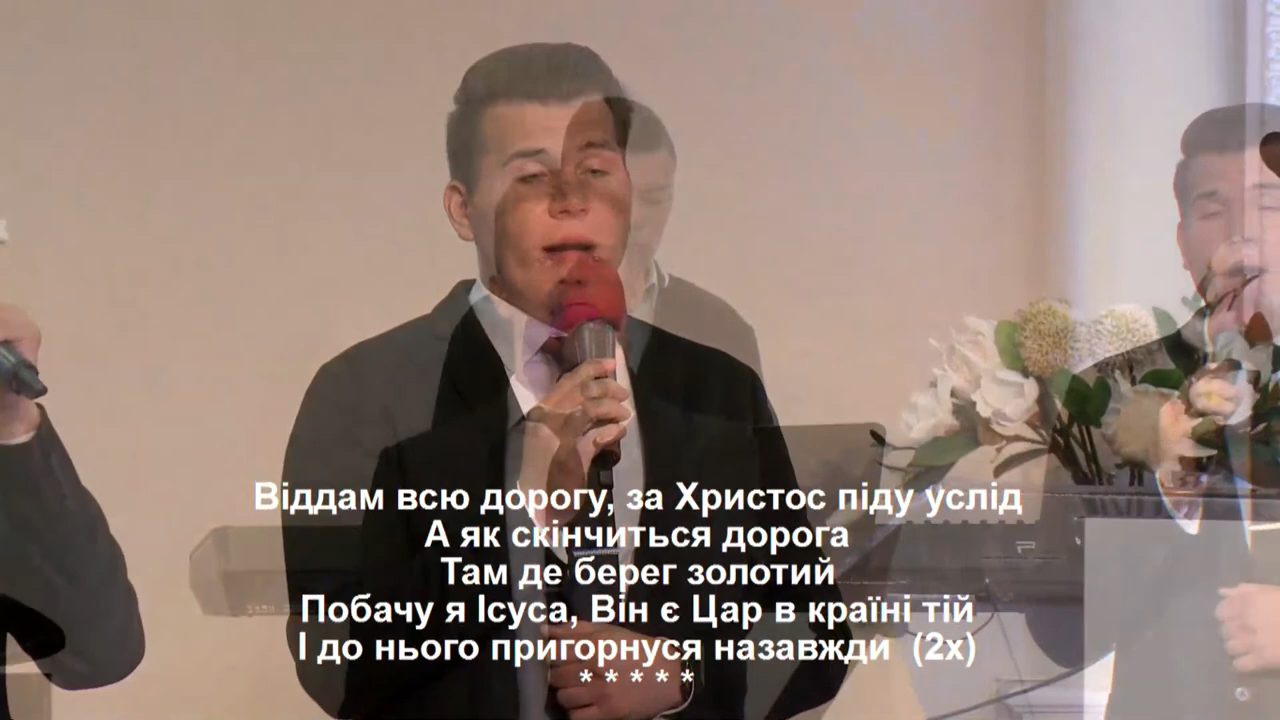 Віддам всю дорогу, за Христос піду услід
А як скінчиться дорога
Там де берег золотий
Побачу я Ісуса, Він є Цар в країні тій
І до нього пригорнуся назавжди (2х)
* * * * *